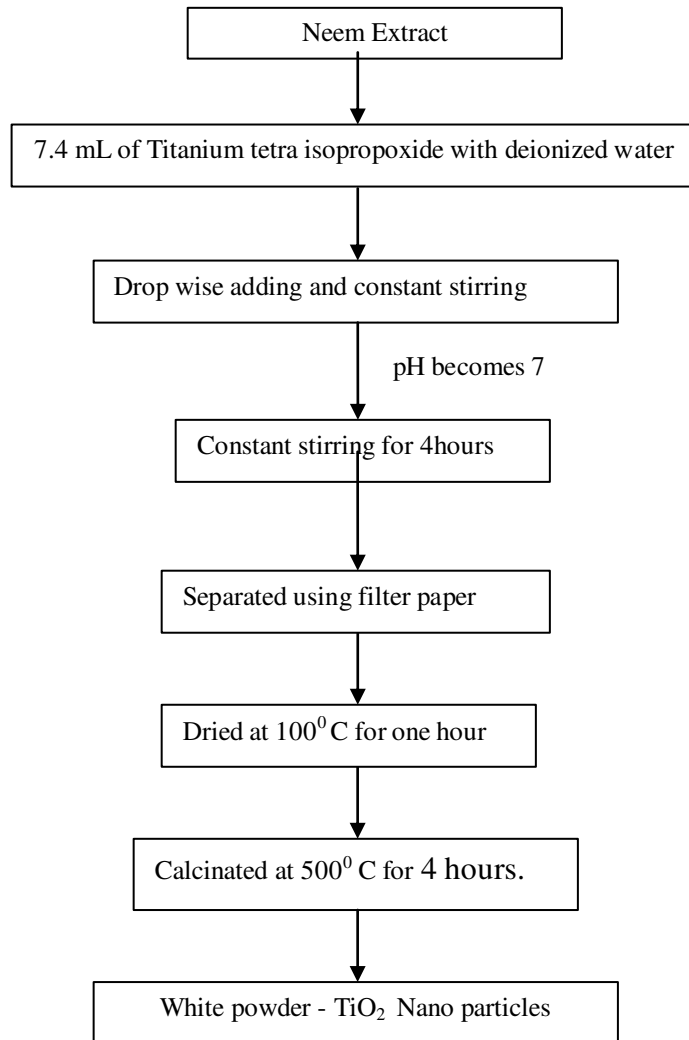 Neem Extract
7.4 mL of Titanium tetra isopropoxide with deionized water
Drop wise adding and constant stirring
pH becomes 7
Constant stirring for 4hours
Separated using filter paper
Dried at 100⁰ C for one hour
Calcinated at 500⁰ C for 4 hours.
White powder - TiO₂ Nano particles